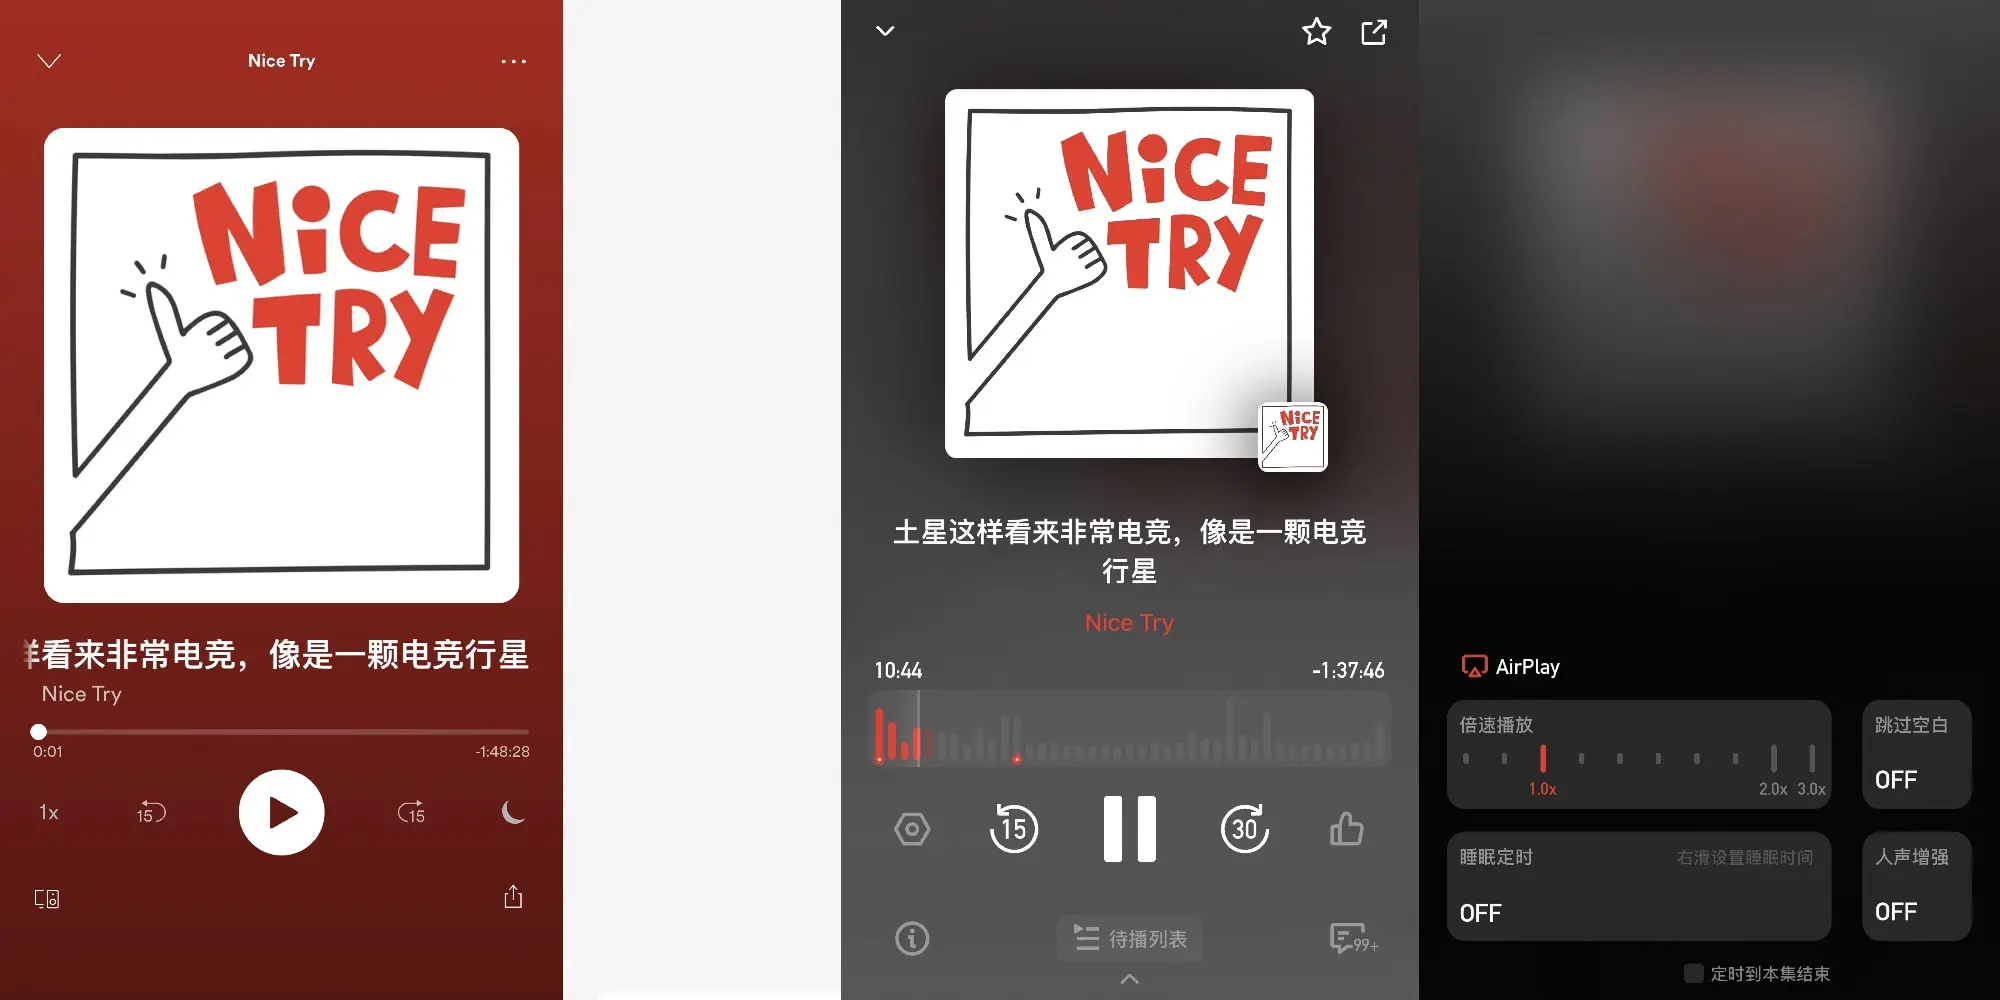 Nice Try
NiCE
TRY
样看来非常电竞，像是一颗电竞行星
Nice Try
0:01
-1:48:28
1x
15
15
NiCE
TRY
NiCE
TRY
土星这样看来非常电竞，像是一颗电竞
行星
Nice Try
10:44
-1:37:46
15
30
待播列表
99+
AirPlay
倍速播放
1.0x
2.0x
3.0x
跳过空白
OFF
睡眠定时
右滑设置睡眠时间
OFF
人声增强
OFF
定时到本集结束